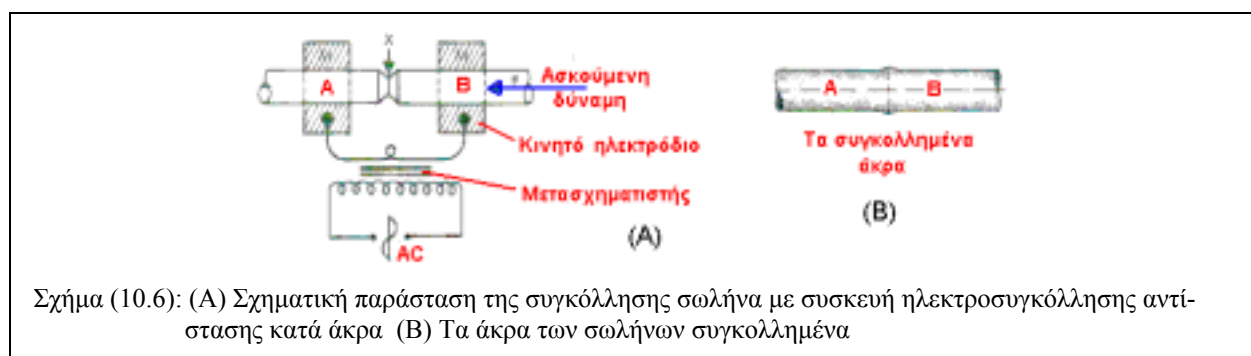 X
A
B
Ασκούμενη
δύναμη
Κινητό ηλεκτρόδιο
Μετασχηματιστής
AC
(A)
A
B
Τα συγκολλημένα
άκρα
(B)
Σχήμα (10.6): (Α) Σχηματική παράσταση της συγκόλλησης σωλήνα με συσκευή ηλεκτροσυγκόλλησης αντί-
στασης κατά άκρα (Β) Τα άκρα των σωλήνων συγκολλημένα